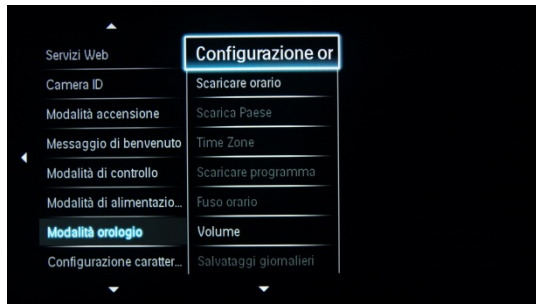 Servizi Web
Camera ID
Modalità accensione
Messaggio di benvenuto
Modalità di controllo
Modalità di alimentazio...
Modalità orologio
Configurazione caratter...
Configurazione or
Scaricare orario
Scarica Paese
Time Zone
Scaricare programma
Fuso orario
Volume
Salvataggi giornalieri